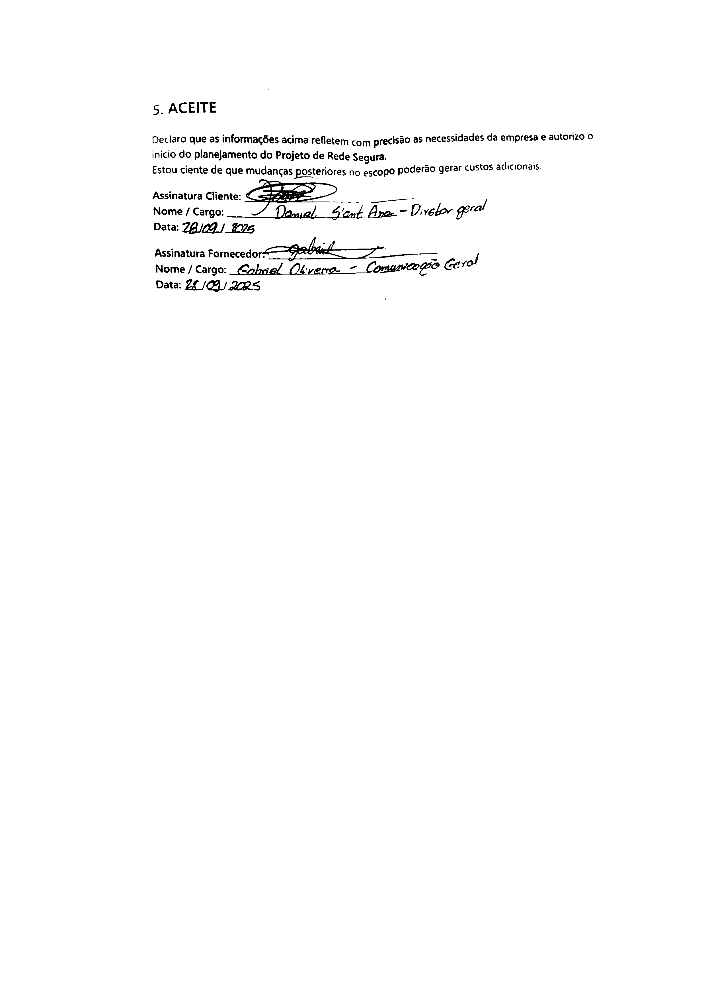 5. ACEITE
Declaro que as informações acima refletem com precisão as necessidades da empresa e autorizo o
início do planejamento do Projeto de Rede Segura.
Estou ciente de que mudanças posteriores no escopo poderão gerar custos adicionais.
Assinatura Cliente:
Nome / Cargo: Daniel S'ant Ana - Diretor geral
Data: 28/09/2025
Assinatura Fornecedor: Gabriel
Nome / Cargo: Gabriel Oliveira - Comunicação Geral
Data: 28/09/2025